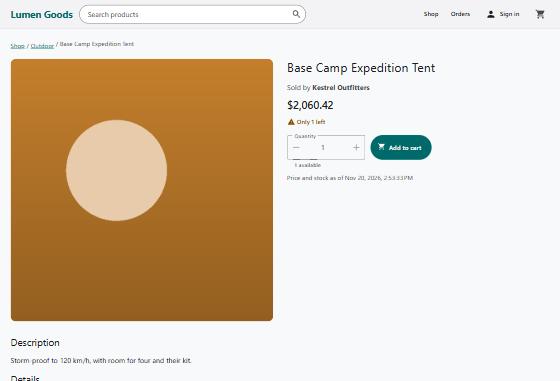 Lumen Goods
Search products
Shop
Orders
Sign in
Shop / Outdoor / Base Camp Expedition Tent
Base Camp Expedition Tent
Sold by Kestrel Outfitters
$2,060.42
Only 1 left
Quantity
1
Add to cart
1 available
Price and stock as of Nov 20, 2026, 2:53:33 PM
Description
Storm-proof to 120 km/h, with room for four and their kit.
Details